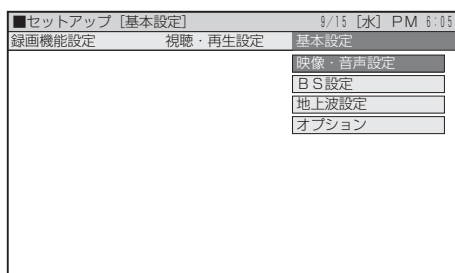 ■セットアップ [基本設定] 9/15 [水] PM 6:05
録画機能設定 視聴・再生設定 基本設定
映像・音声設定
BS設定
地上波設定
オプション